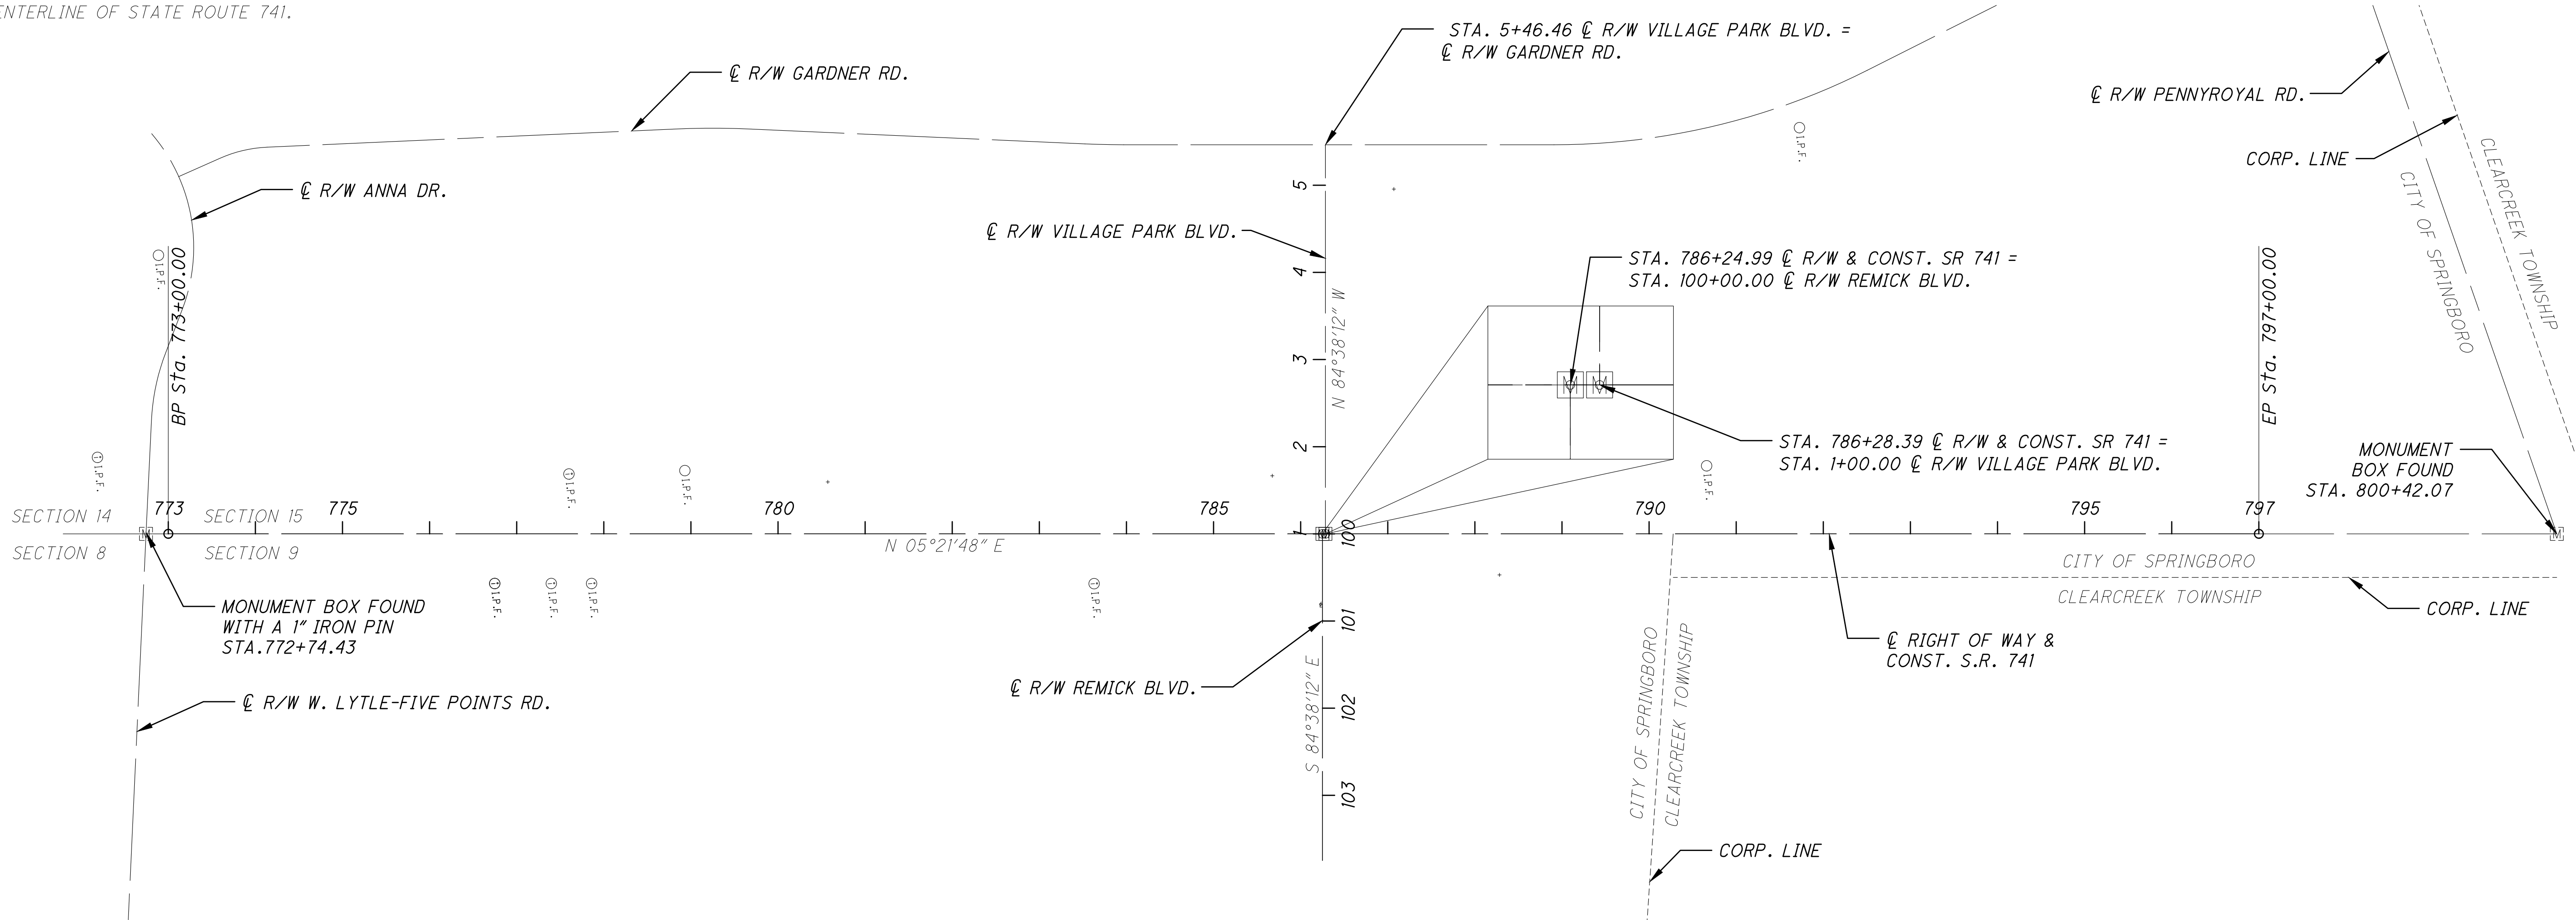 ENTERLINE OF STATE ROUTE 741.
STA. 5+46.46 ℄ R/W VILLAGE PARK BLVD. =
℄ R/W GARDNER RD.
℄ R/W GARDNER RD.
℄ R/W PENNYROYAL RD.
CORP. LINE
CLEARCREEK TOWNSHIP
CITY OF SPRINGBORO
I.P.F.
℄ R/W ANNA DR.
5
℄ R/W VILLAGE PARK BLVD.
I.P.F.
BP Sta. 773+00.00
4
N 84°38'12" W
3
2
STA. 786+24.99 ℄ R/W & CONST. SR 741 =
STA. 100+00.00 ℄ R/W REMICK BLVD.
EP Sta. 797+00.00
STA. 786+28.39 ℄ R/W & CONST. SR 741 =
STA. 1+00.00 ℄ R/W VILLAGE PARK BLVD.
MONUMENT
BOX FOUND
STA. 800+42.07
I.P.F.
I.P.F.
I.P.F.
I.P.F.
SECTION 14
773
SECTION 15
775
780
785
790
795
797
M
1
100
M
SECTION 8
SECTION 9
N 05°21'48" E
CITY OF SPRINGBORO
CLEARCREEK TOWNSHIP
I.P.F.
I.P.F.
I.P.F.
I.P.F.
MONUMENT BOX FOUND
WITH A 1" IRON PIN
STA.772+74.43
101
CORP. LINE
℄ RIGHT OF WAY &
CONST. S.R. 741
CITY OF SPRINGBORO
CLEARCREEK TOWNSHIP
℄ R/W REMICK BLVD.
S 84°38'12" E
102
℄ R/W W. LYTLE-FIVE POINTS RD.
103
CORP. LINE